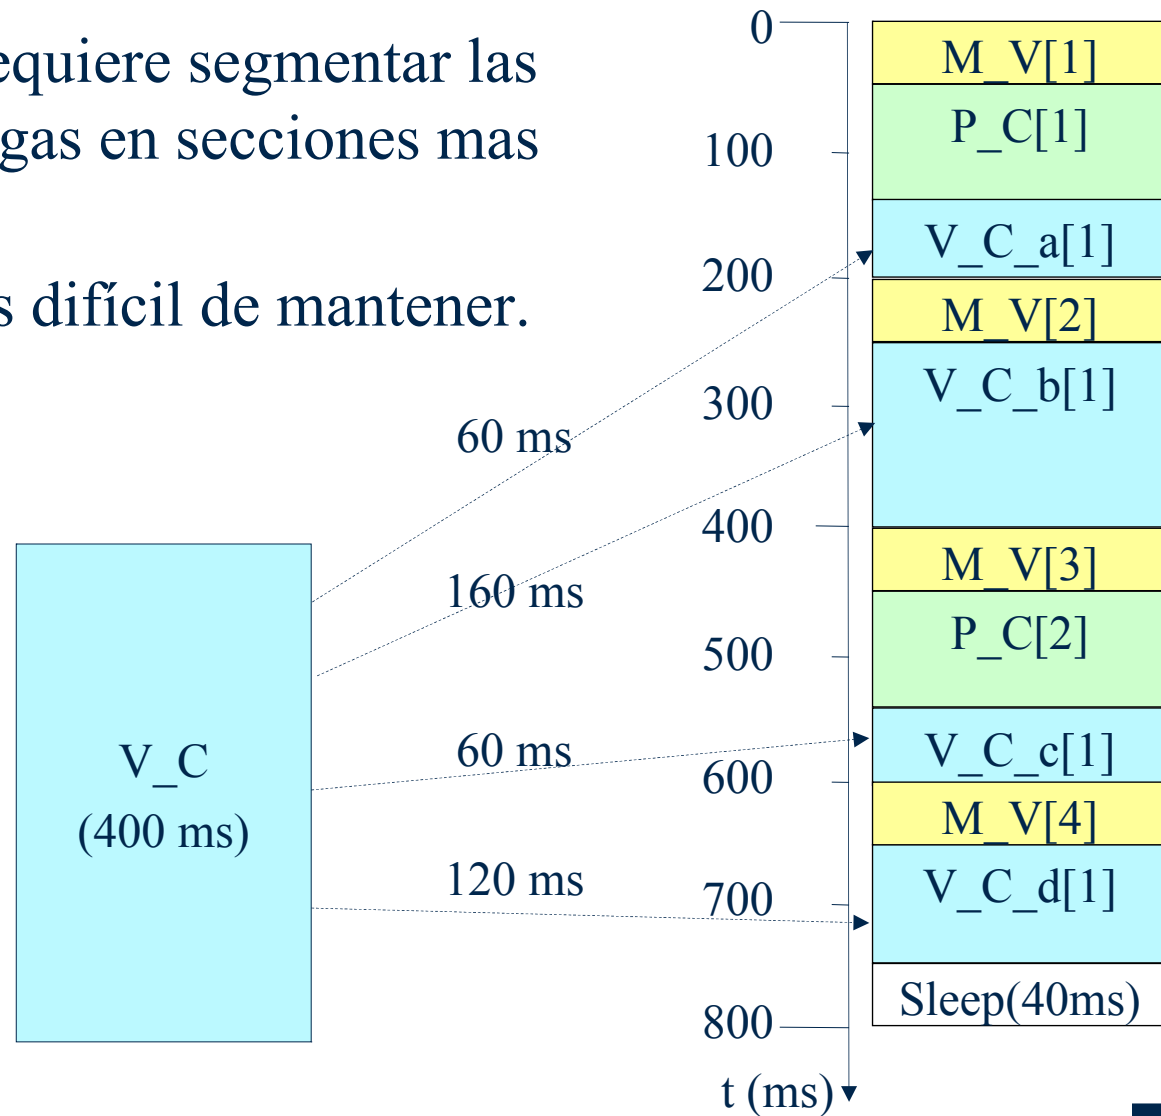 equiere segmentar las
gas en secciones mas
s difícil de mantener.
V_C
(400 ms)
60 ms
160 ms
60 ms
120 ms
0
100
200
300
400
500
600
700
800
t (ms)
M_V[1]
P_C[1]
V_C_a[1]
M_V[2]
V_C_b[1]
M_V[3]
P_C[2]
V_C_c[1]
M_V[4]
V_C_d[1]
Sleep(40ms)